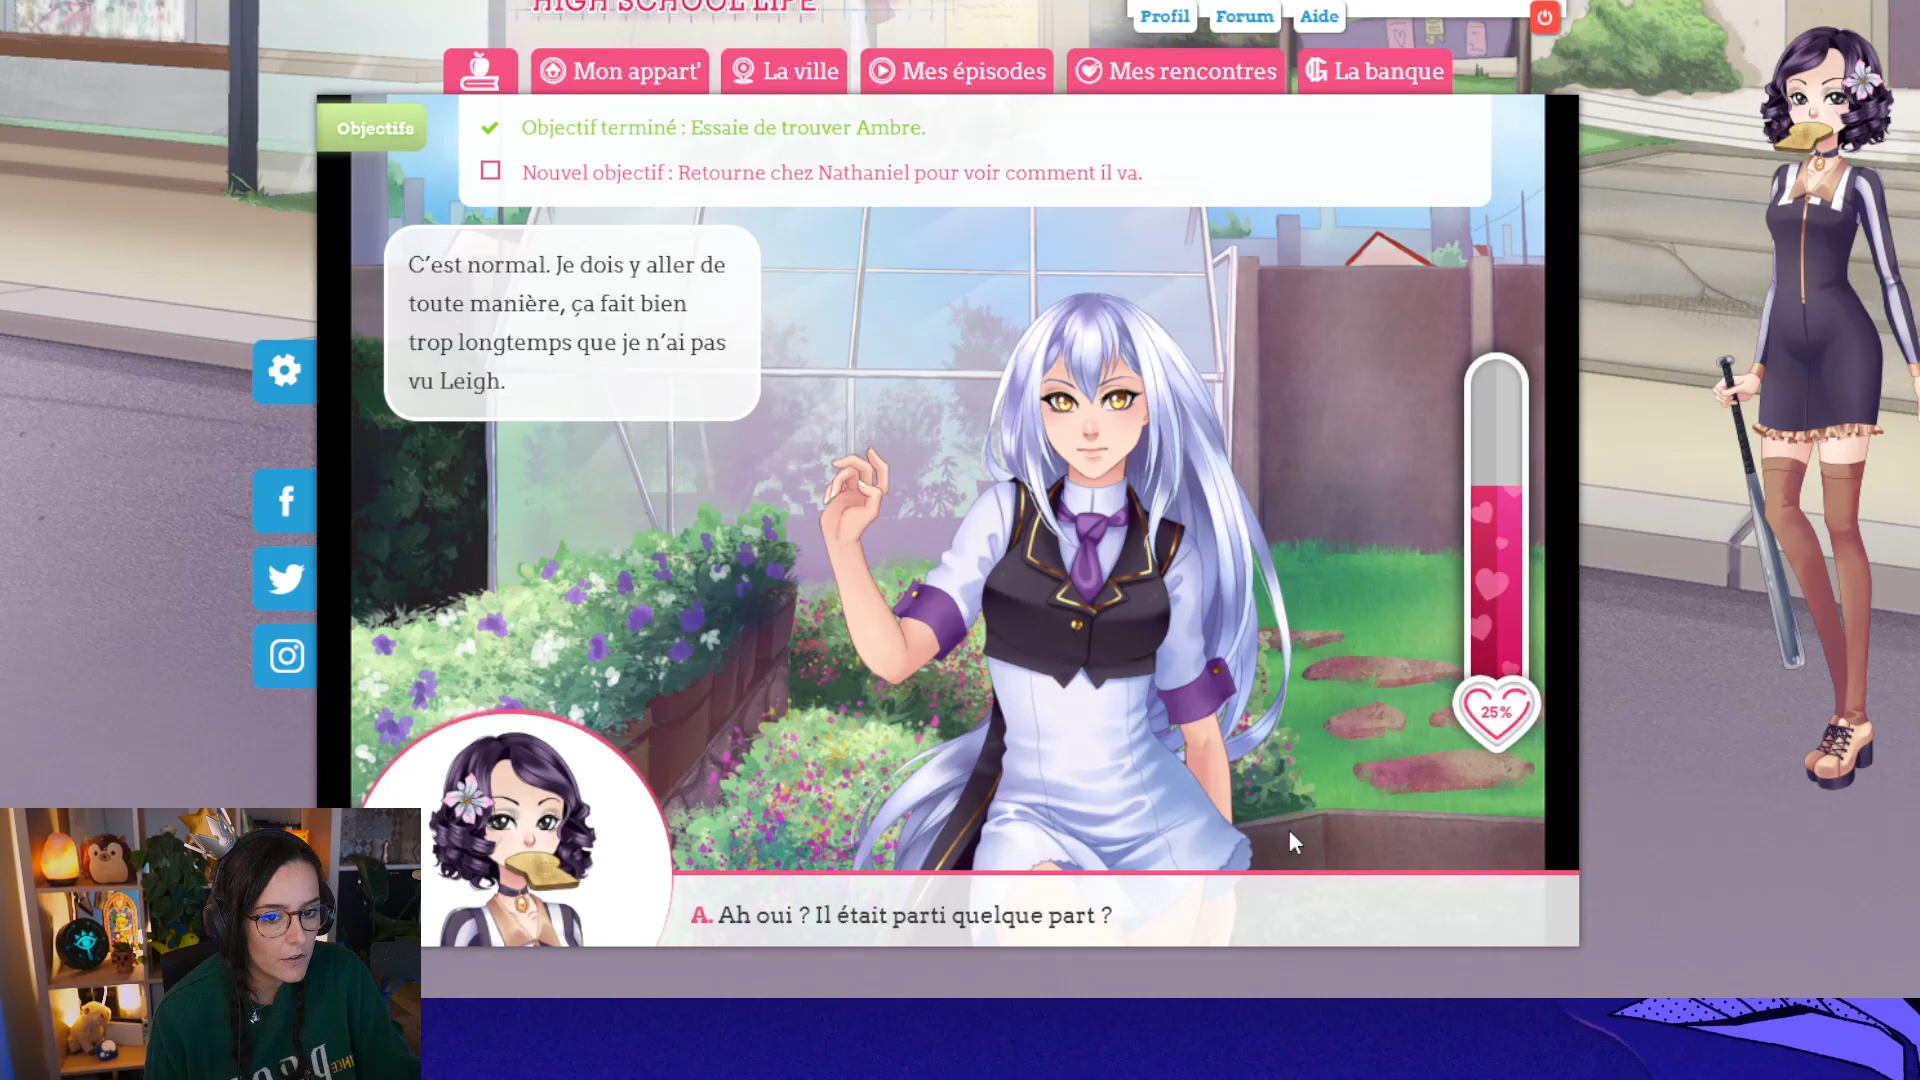 HIGH SCHOOL LIFE
Profil
Forum
Aide
Mon appart'
La ville
Mes épisodes
Mes rencontres
La banque
Objectifs
Objectif terminé : Essaie de trouver Ambre.
Nouvel objectif : Retourne chez Nathaniel pour voir comment il va.
C'est normal. Je dois y aller de
toute manière, ça fait bien
trop longtemps que je n'ai pas
vu Leigh.
25%
A. Ah oui ? Il était parti quelque part ?